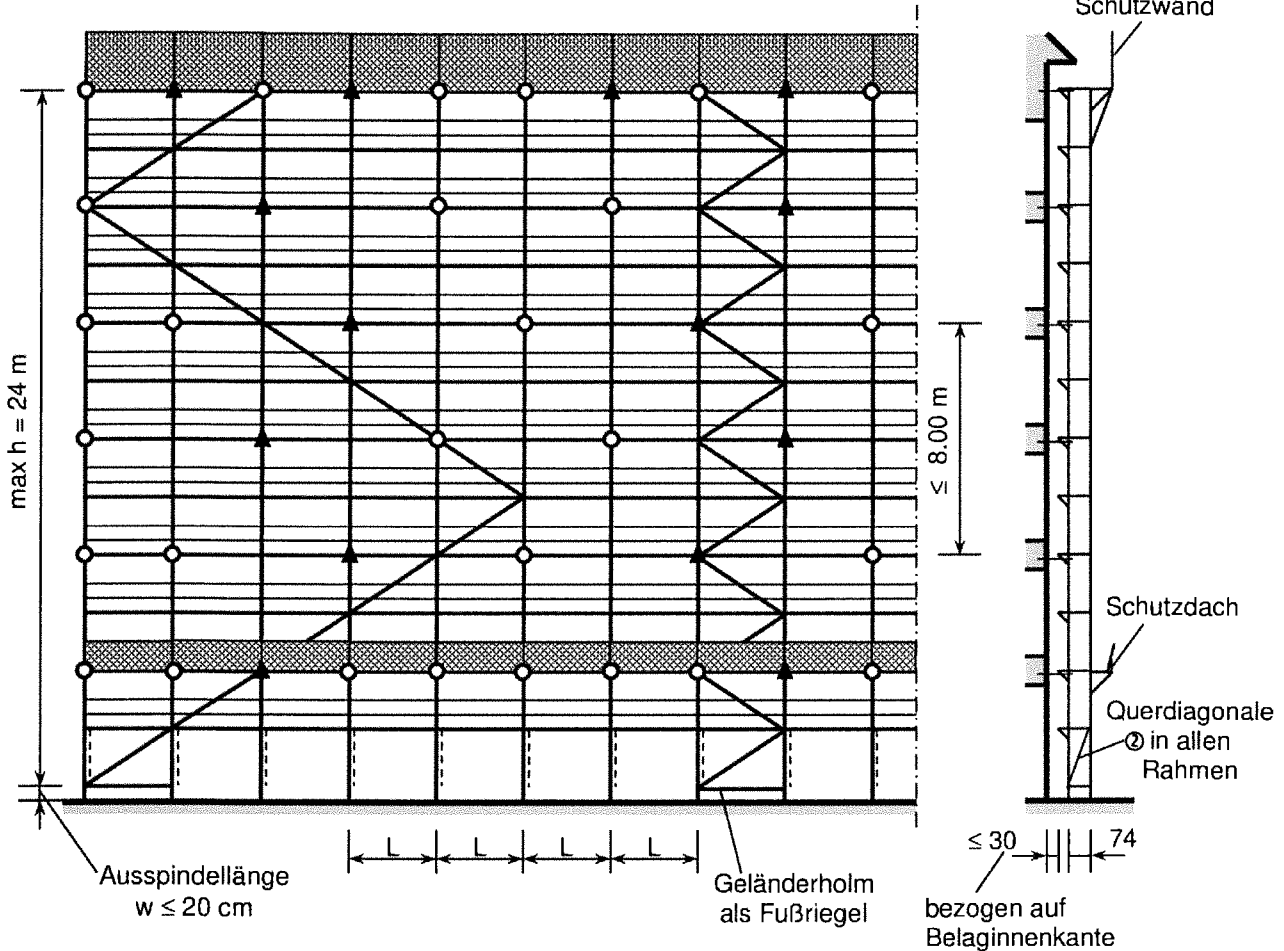 Schutzwand
max h = 24 m
≤ 8.00 m
Schutzdach
Querdiagonale
② in allen
Rahmen
L L L L
≤ 30
74
Ausspindellänge
w ≤ 20 cm
Geländerholm
als Fußriegel
bezogen auf
Belaginnenkante